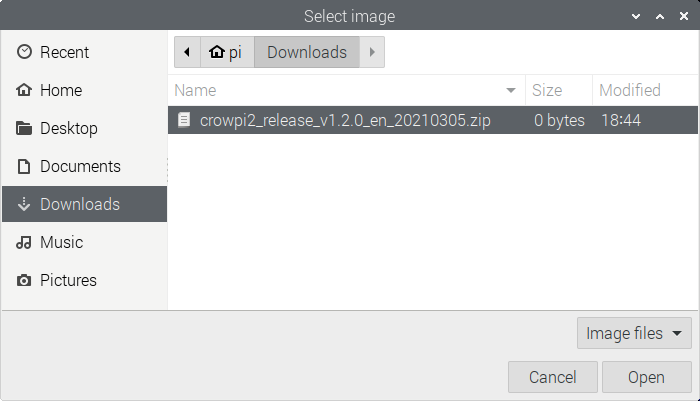 Select image
Recent
Home
Desktop
Documents
Downloads
Music
Pictures
pi Downloads
Name Size Modified
crowpi2_release_v1.2.0_en_20210305.zip 0 bytes 18:44
Image files
Cancel Open